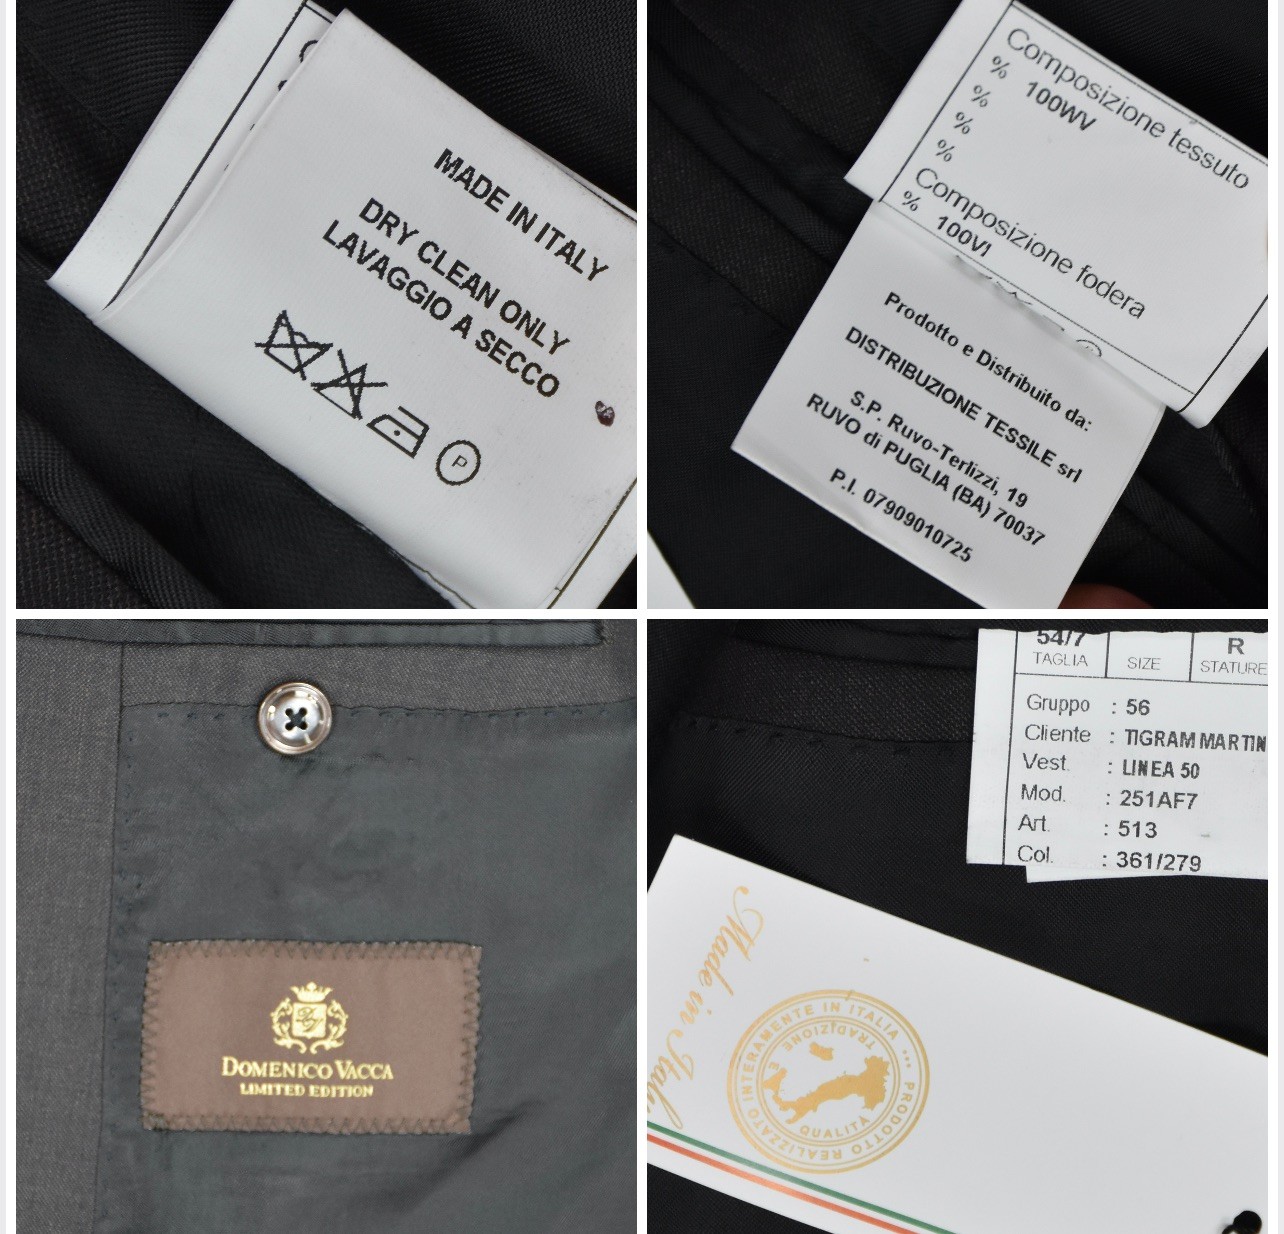 MADE IN ITALY
DRY CLEAN ONLY
LAVAGGIO A SECCO
P
Composizione tessuto
% 100WV
%
%
%
Composizione fodera
% 100VI
Prodotto e Distribuito da:
DISTRIBUZIONE TESSILE srl
S.P. Ruvo-Terlizzi, 19
RUVO di PUGLIA (BA) 70037
P.I. 07909010725
DOMENICO VACCA
LIMITED EDITION
54/7 R
TAGLIA SIZE STATURE
Gruppo : 56
Cliente : TIGRAM MARTIN
Vest. : LINEA 50
Mod. : 251AF7
Art. : 513
Col. : 361/279
Made in Italy
PRODOTTO REALIZZATO INTERAMENTE IN ITALIA ...
TRADIZIONE E
QUALITÀ